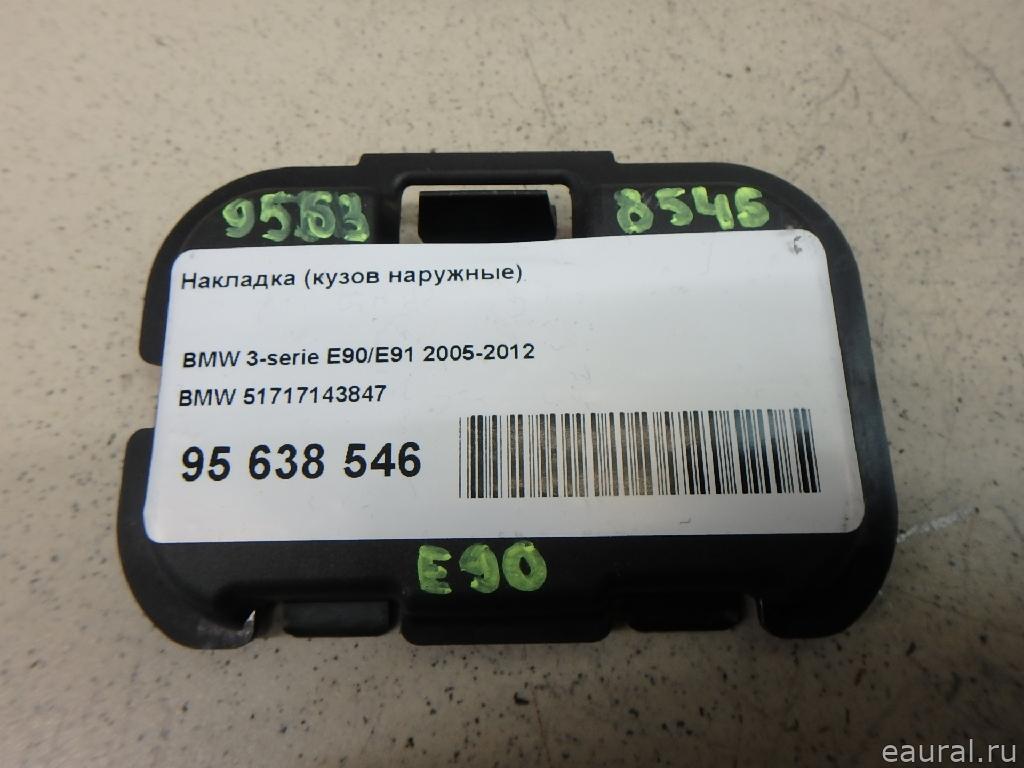 9563 8546
Накладка (кузов наружные)
BMW 3-serie E90/E91 2005-2012
BMW 51717143847
95 638 546
E90
eaural.ru